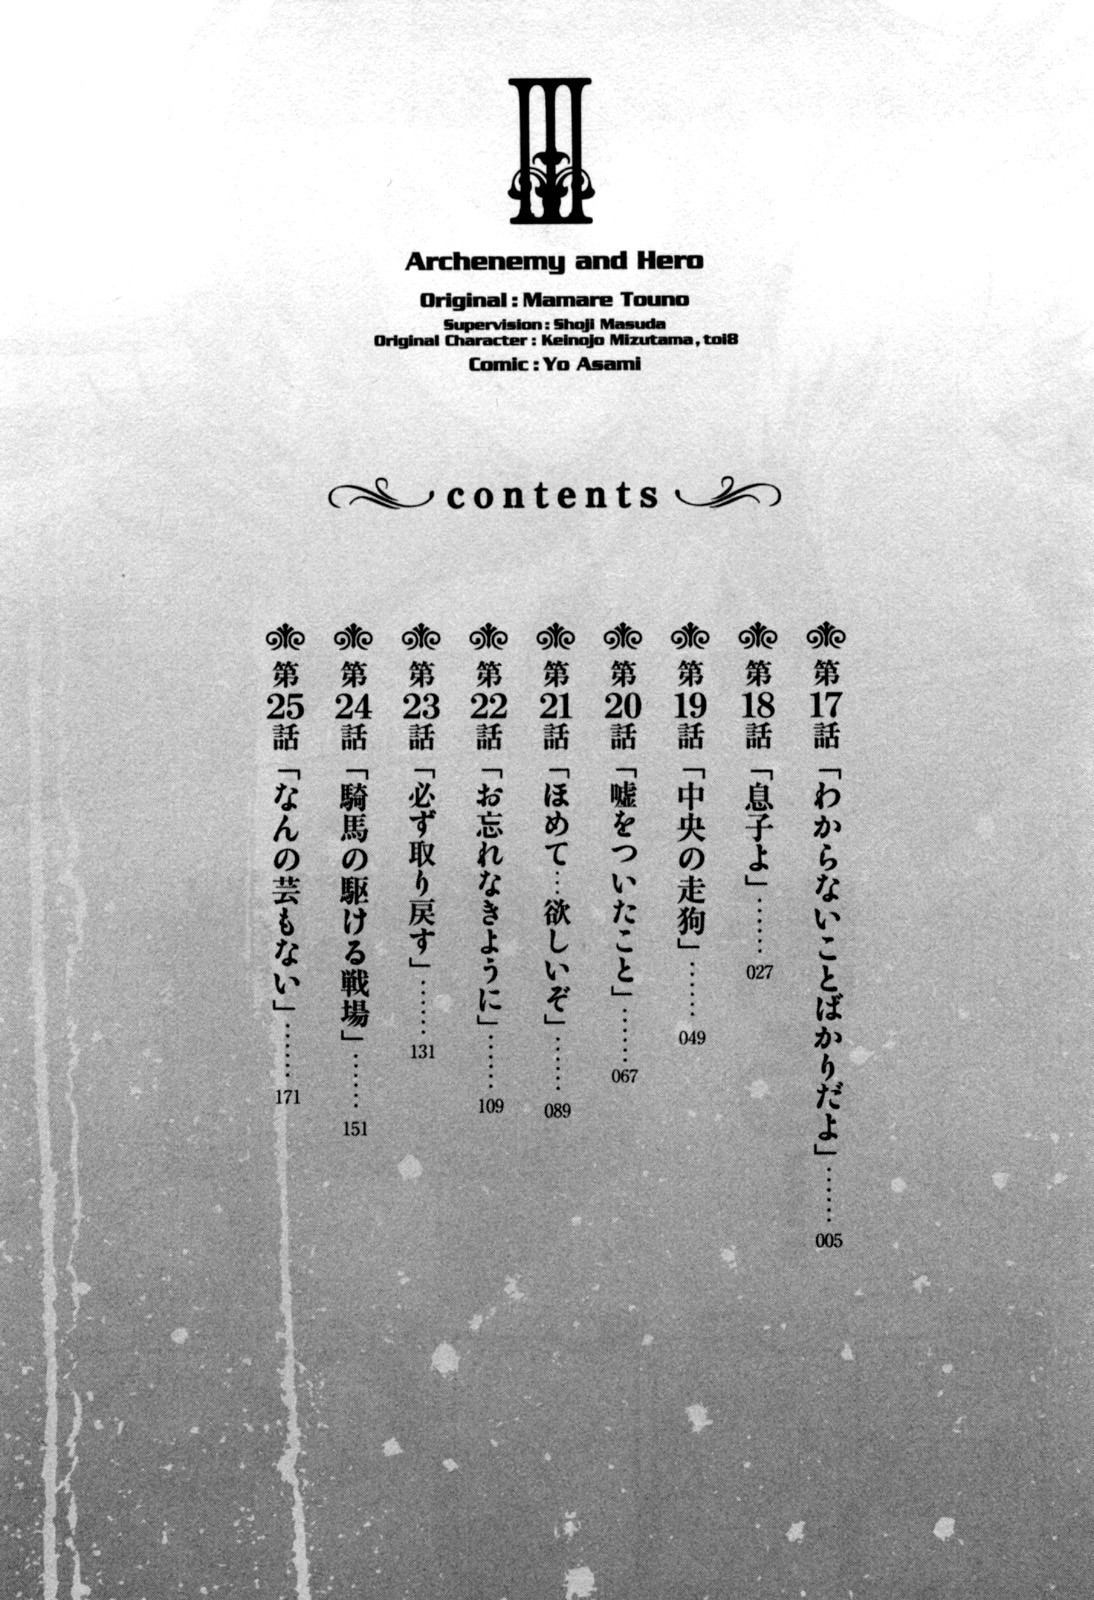 III
Archenemy and Hero
Original : Mamare Touno
Supervision : Shoji Masuda
Original Character : Keinojo Mizutama, toi8
Comic : Yo Asami
contents
第17話「わからないことばかりだよ」……005
第18話「息子よ」……027
第19話「中央の走狗」……049
第20話「嘘をついたこと」……067
第21話「ほめて…欲しいぞ」……089
第22話「お忘れなきように」……109
第23話「必ず取り戻す」……131
第24話「騎馬の駆ける戦場」……151
第25話「なんの芸もない」……171